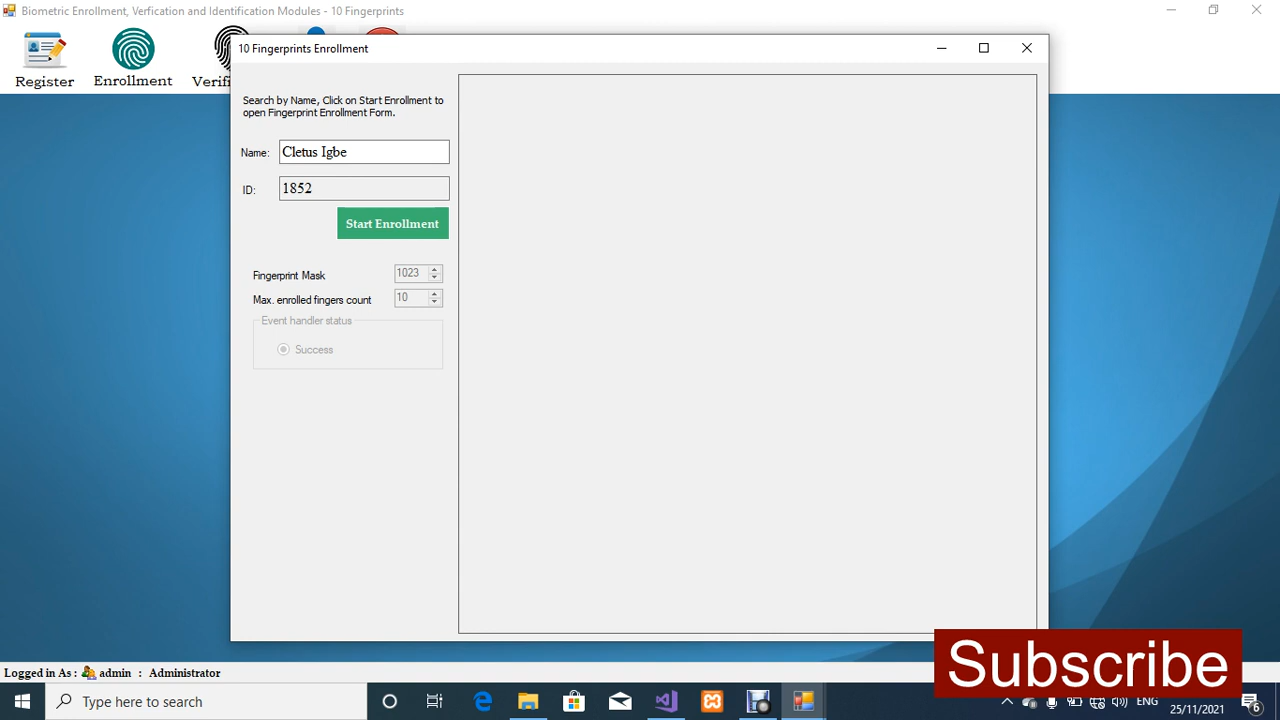 Biometric Enrollment, Verfication and Identification Modules - 10 Fingerprints
Register
Enrollment
10 Fingerprints Enrollment
Search by Name, Click on Start Enrollment to
open Fingerprint Enrollment Form.
Name: Cletus Igbe
ID: 1852
Start Enrollment
Fingerprint Mask 1023
Max. enrolled fingers count 10
Event handler status
Success
Logged in As : admin : Administrator
Subscribe
Type here to search
ENG
25/11/2021
6